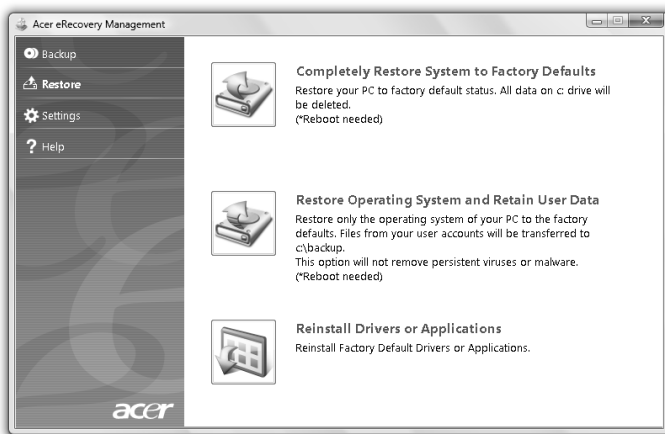 Acer eRecovery Management
Backup
Restore
Settings
? Help
Completely Restore System to Factory Defaults
Restore your PC to factory default status. All data on c: drive will
be deleted.
(*Reboot needed)
Restore Operating System and Retain User Data
Restore only the operating system of your PC to the factory
defaults. Files from your user accounts will be transferred to
c:\backup.
This option will not remove persistent viruses or malware.
(*Reboot needed)
Reinstall Drivers or Applications
Reinstall Factory Default Drivers or Applications.
acer